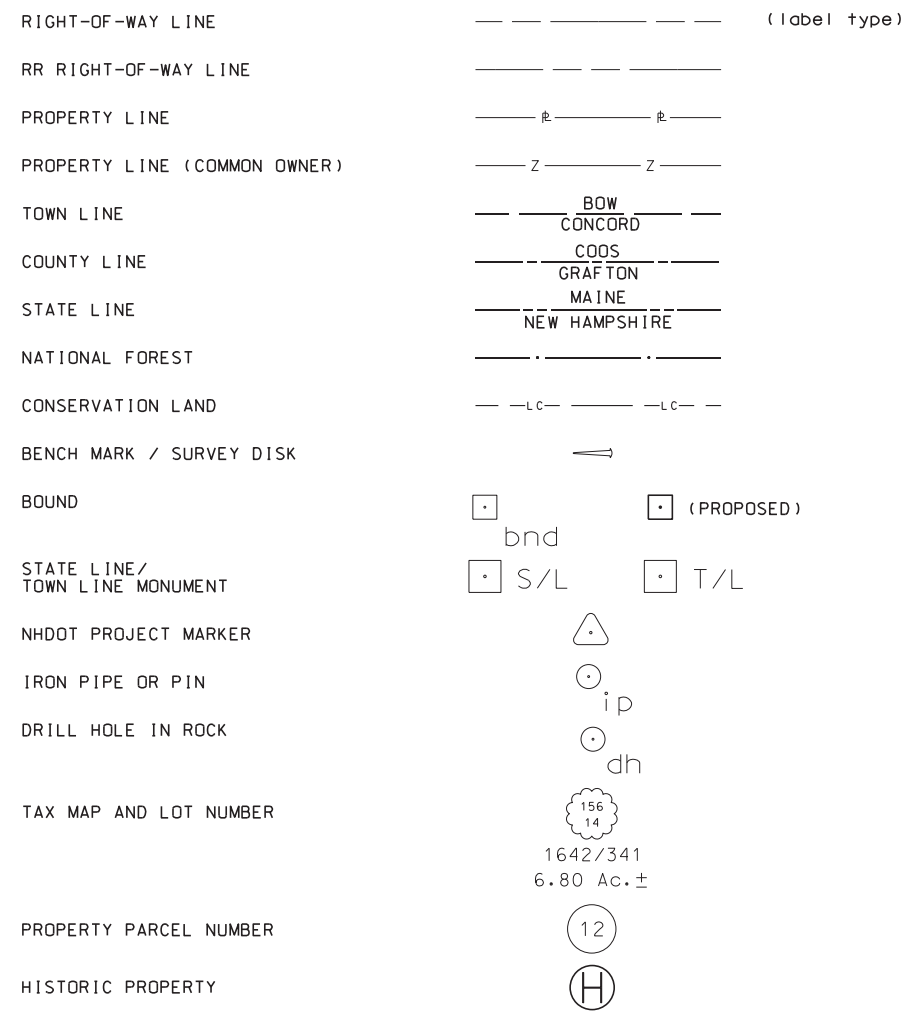 RIGHT-OF-WAY LINE (label type)
RR RIGHT-OF-WAY LINE
PROPERTY LINE ⅊ ⅊
PROPERTY LINE (COMMON OWNER) Z Z
TOWN LINE BOW
CONCORD
COUNTY LINE COOS
GRAFTON
STATE LINE MAINE
NEW HAMPSHIRE
NATIONAL FOREST
CONSERVATION LAND LC LC
BENCH MARK / SURVEY DISK
BOUND (PROPOSED)
bnd
STATE LINE/
TOWN LINE MONUMENT S/L T/L
NHDOT PROJECT MARKER
IRON PIPE OR PIN
ip
DRILL HOLE IN ROCK
dh
TAX MAP AND LOT NUMBER 156
14
1642/341
6.80 Ac.±
PROPERTY PARCEL NUMBER 12
HISTORIC PROPERTY H